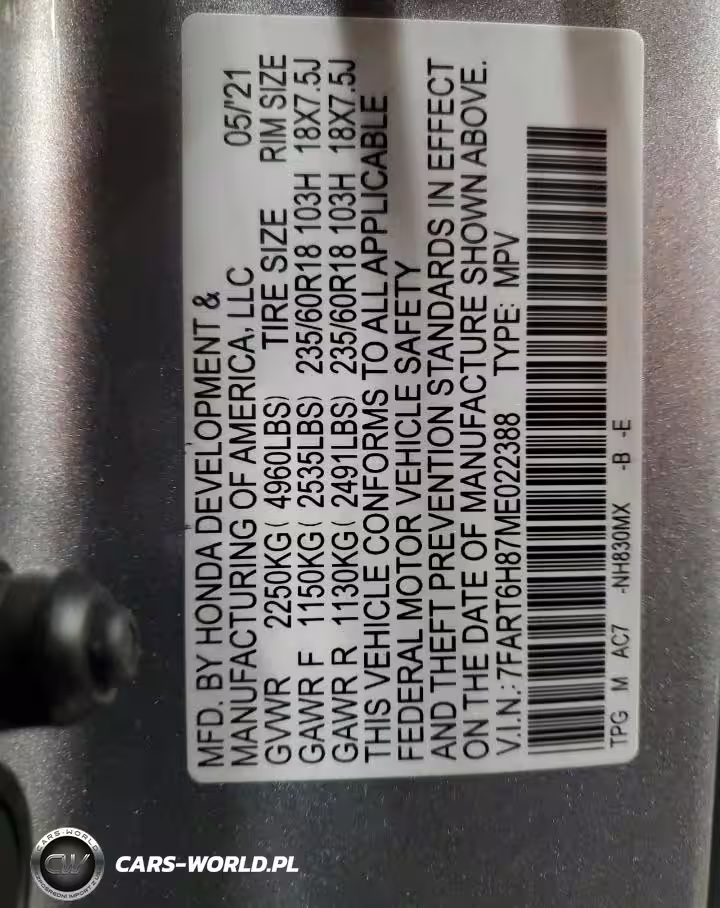 MFD. BY HONDA DEVELOPMENT &
MANUFACTURING OF AMERICA, LLC 05/'21
GVWR 2250KG( 4960LBS) TIRE SIZE RIM SIZE
GAWR F 1150KG( 2535LBS) 235/60R18 103H 18X7.5J
GAWR R 1130KG( 2491LBS) 235/60R18 103H 18X7.5J
THIS VEHICLE CONFORMS TO ALL APPLICABLE
FEDERAL MOTOR VEHICLE SAFETY
AND THEFT PREVENTION STANDARDS IN EFFECT
ON THE DATE OF MANUFACTURE SHOWN ABOVE.
V.I.N.: 7FART6H87ME022388 TYPE: MPV
TPG M AC7 -NH830MX -B -E
CARS-WORLD
CW
CARS-WORLD.PL